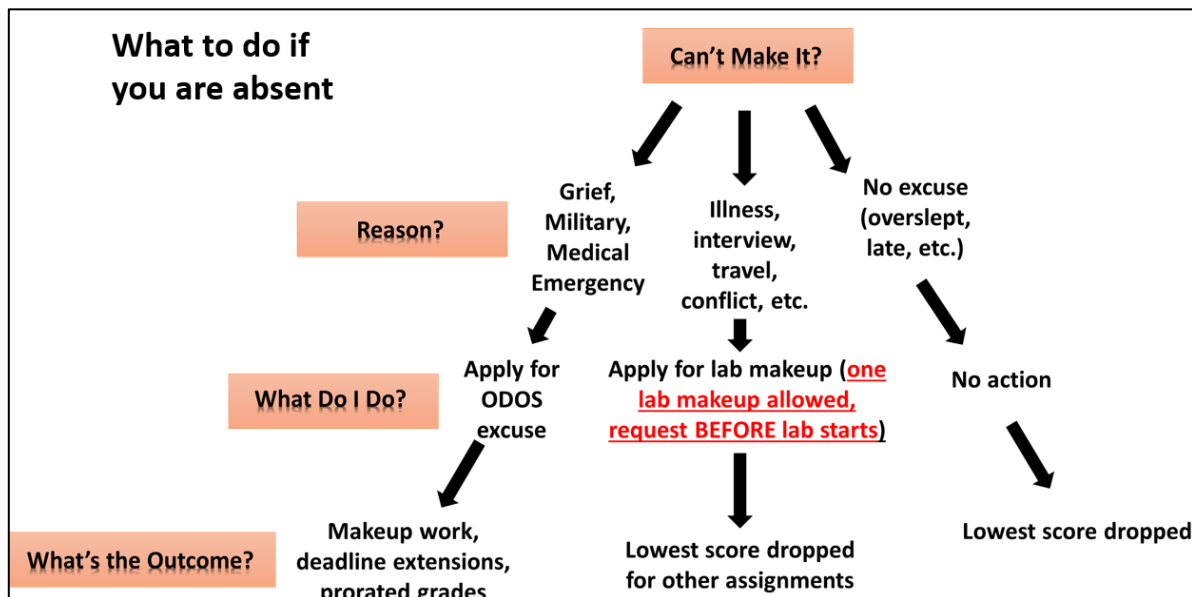 What to do if
you are absent
Can't Make It?
Reason?
Grief,
Military,
Medical
Emergency
Illness,
interview,
travel,
conflict, etc.
No excuse
(overslept,
late, etc.)
What Do I Do?
Apply for
ODOS
excuse
Apply for lab makeup (one
lab makeup allowed,
request BEFORE lab starts)
No action
What's the Outcome?
Makeup work,
deadline extensions,
prorated grades
Lowest score dropped
for other assignments
Lowest score dropped